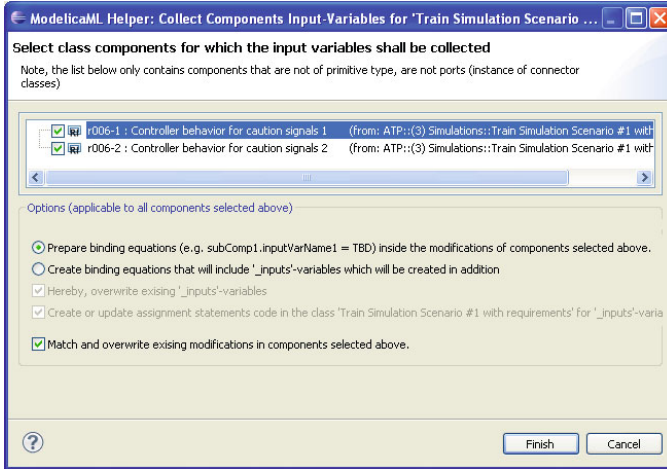 ModelicaML Helper: Collect Components Input-Variables for 'Train Simulation Scenario ...
Select class components for which the input variables shall be collected
Note, the list below only contains components that are not of primitive type, are not ports (instance of connector
classes)
r006-1 : Controller behavior for caution signals 1 (from: ATP::(3) Simulations::Train Simulation Scenario #1 with
r006-2 : Controller behavior for caution signals 2 (from: ATP::(3) Simulations::Train Simulation Scenario #1 with
Options (applicable to all components selected above)
Prepare binding equations (e.g. subComp1.inputVarName1 = TBD) inside the modifications of components selected above.
Create binding equations that will include '_inputs'-variables which will be created in addition
Hereby, overwrite exising '_inputs'-variables
Create or update assignment statements code in the class 'Train Simulation Scenario #1 with requirements' for '_inputs'-varia
Match and overwrite exising modifications in components selected above.
?
Finish Cancel